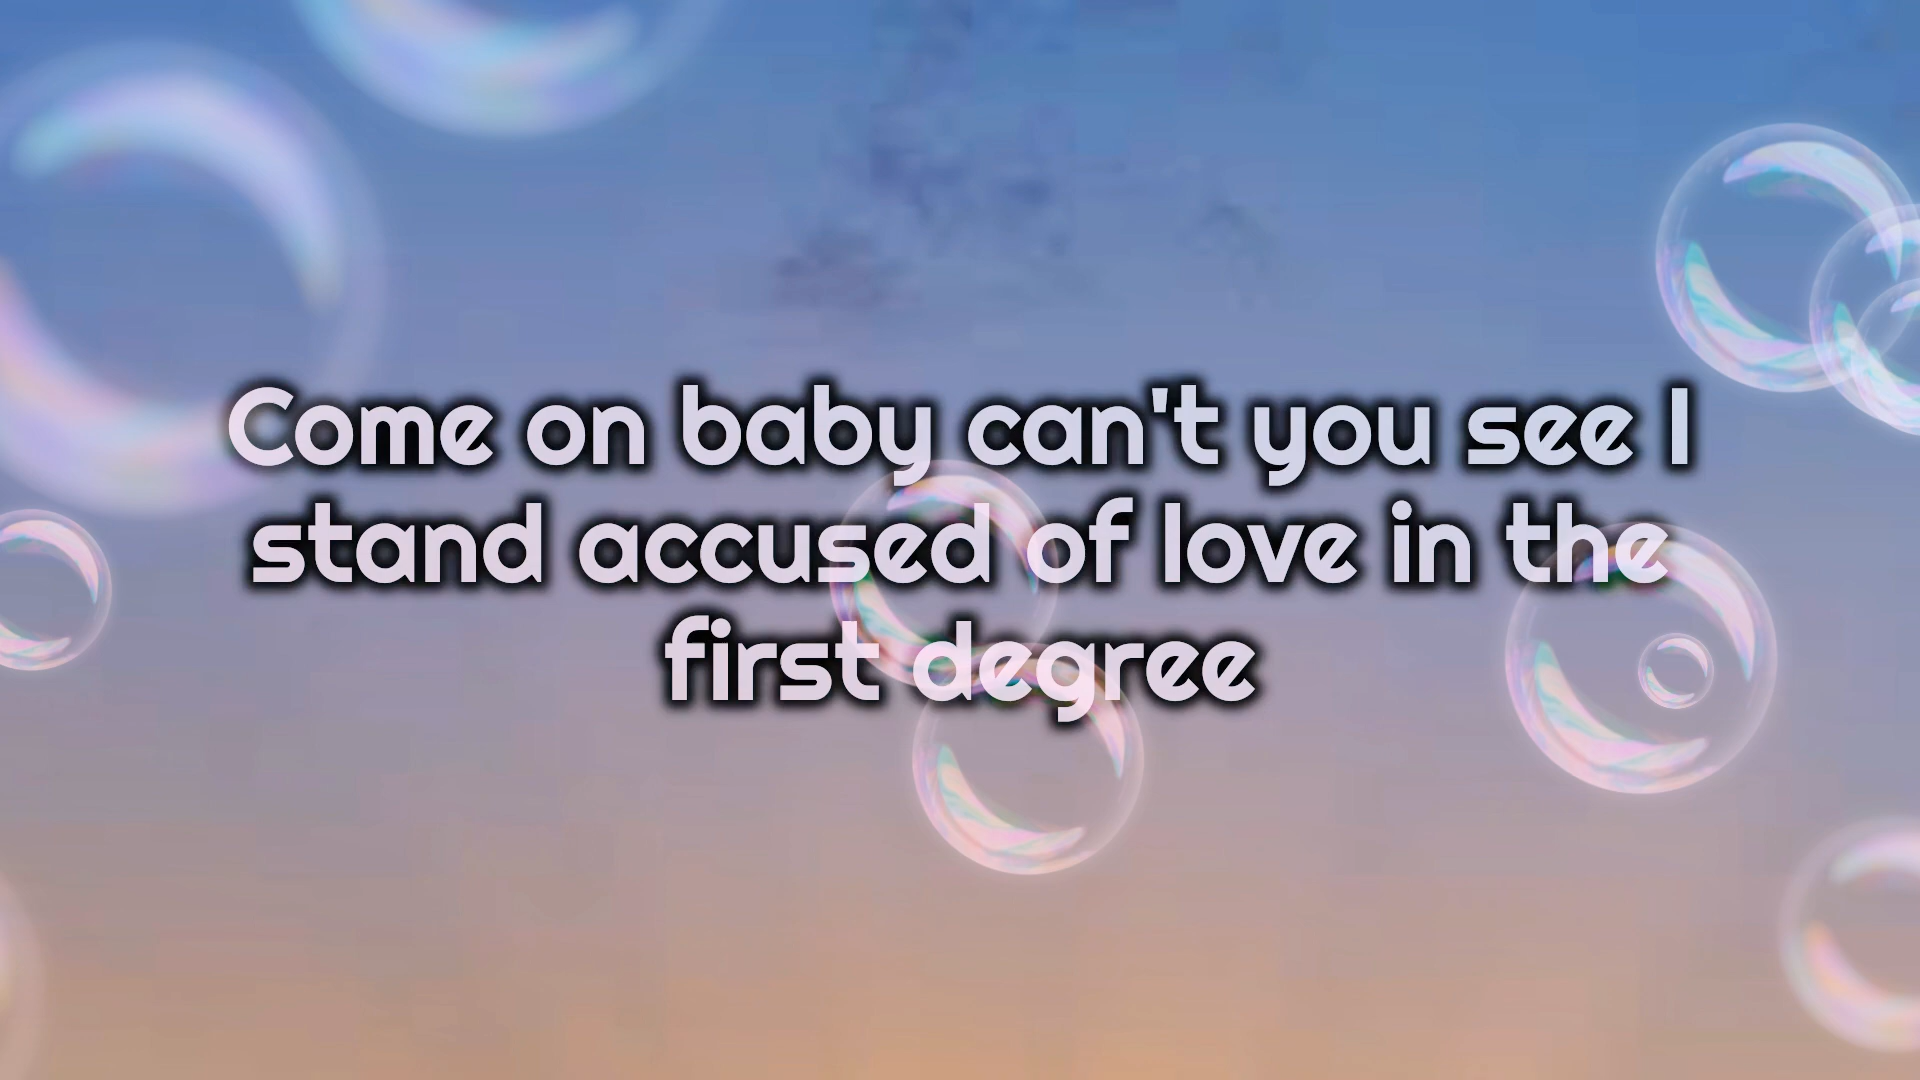 Come on baby can't you see I
stand accused of love in the
first degree